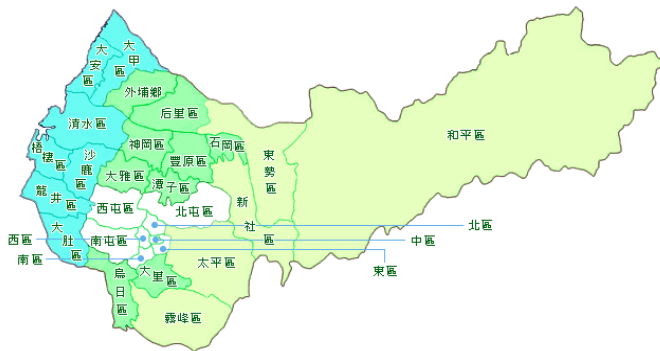 大甲區
大安區
外埔鄉
后里區
清水區
梧棲區
沙鹿區
神岡區
豐原區
石岡區
東勢區
和平區
大雅區
潭子區
龍井區
西屯區
北屯區
新社區
大肚區
南屯區
北區
西區
中區
南區
東區
烏日區
大里區
太平區
霧峰區